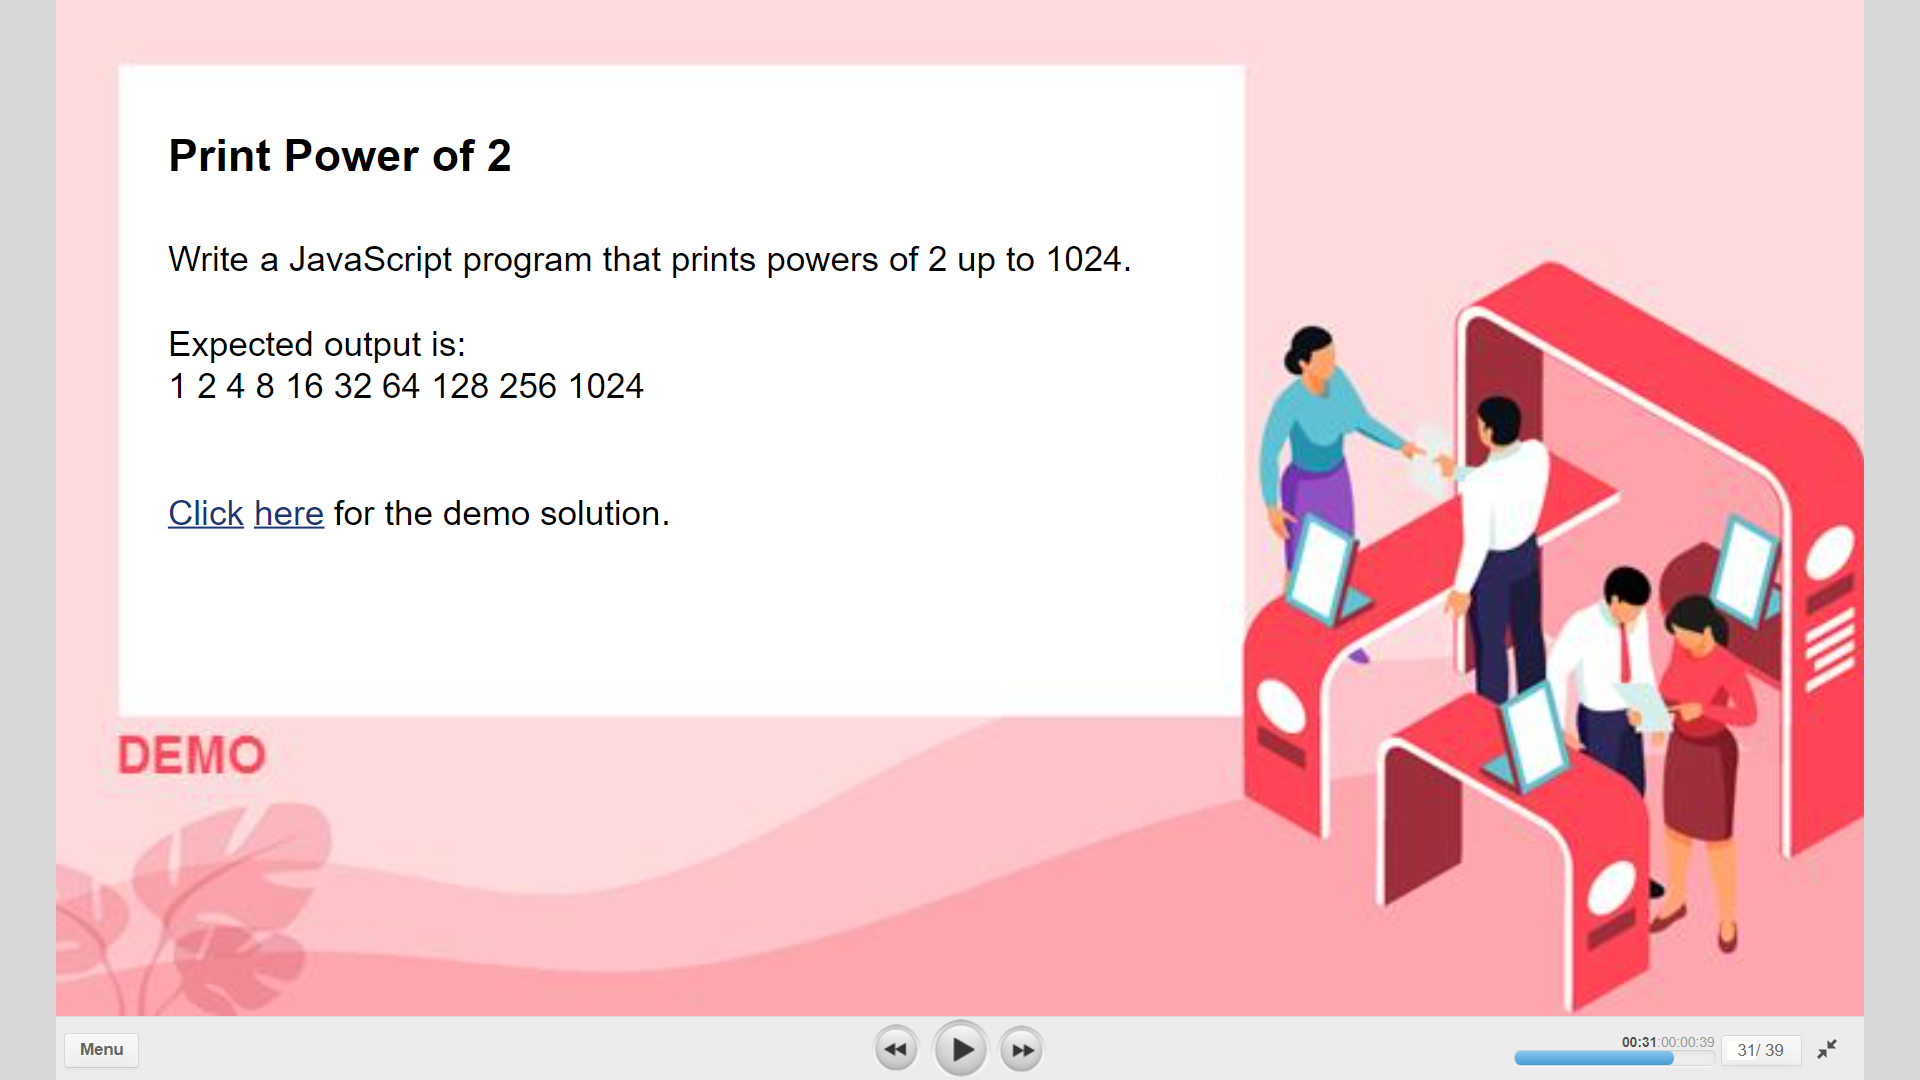 Print Power of 2
Write a JavaScript program that prints powers of 2 up to 1024.
Expected output is:
1 2 4 8 16 32 64 128 256 1024
Click here for the demo solution.
DEMO
Menu
00:31:00:00:39
31/ 39